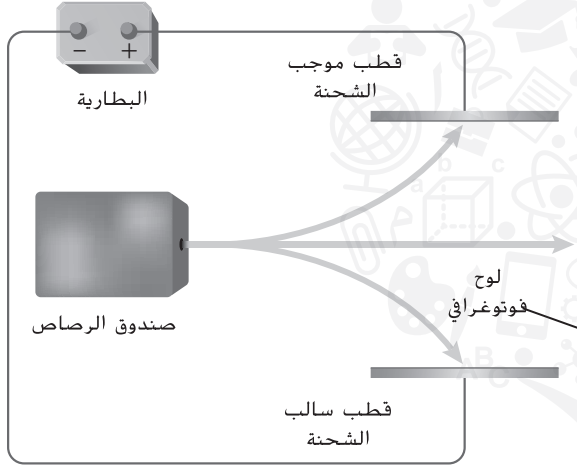 − +
البطارية
قطب موجب
الشحنة
صندوق الرصاص
لوح
فوتوغرافي
قطب سالب
الشحنة